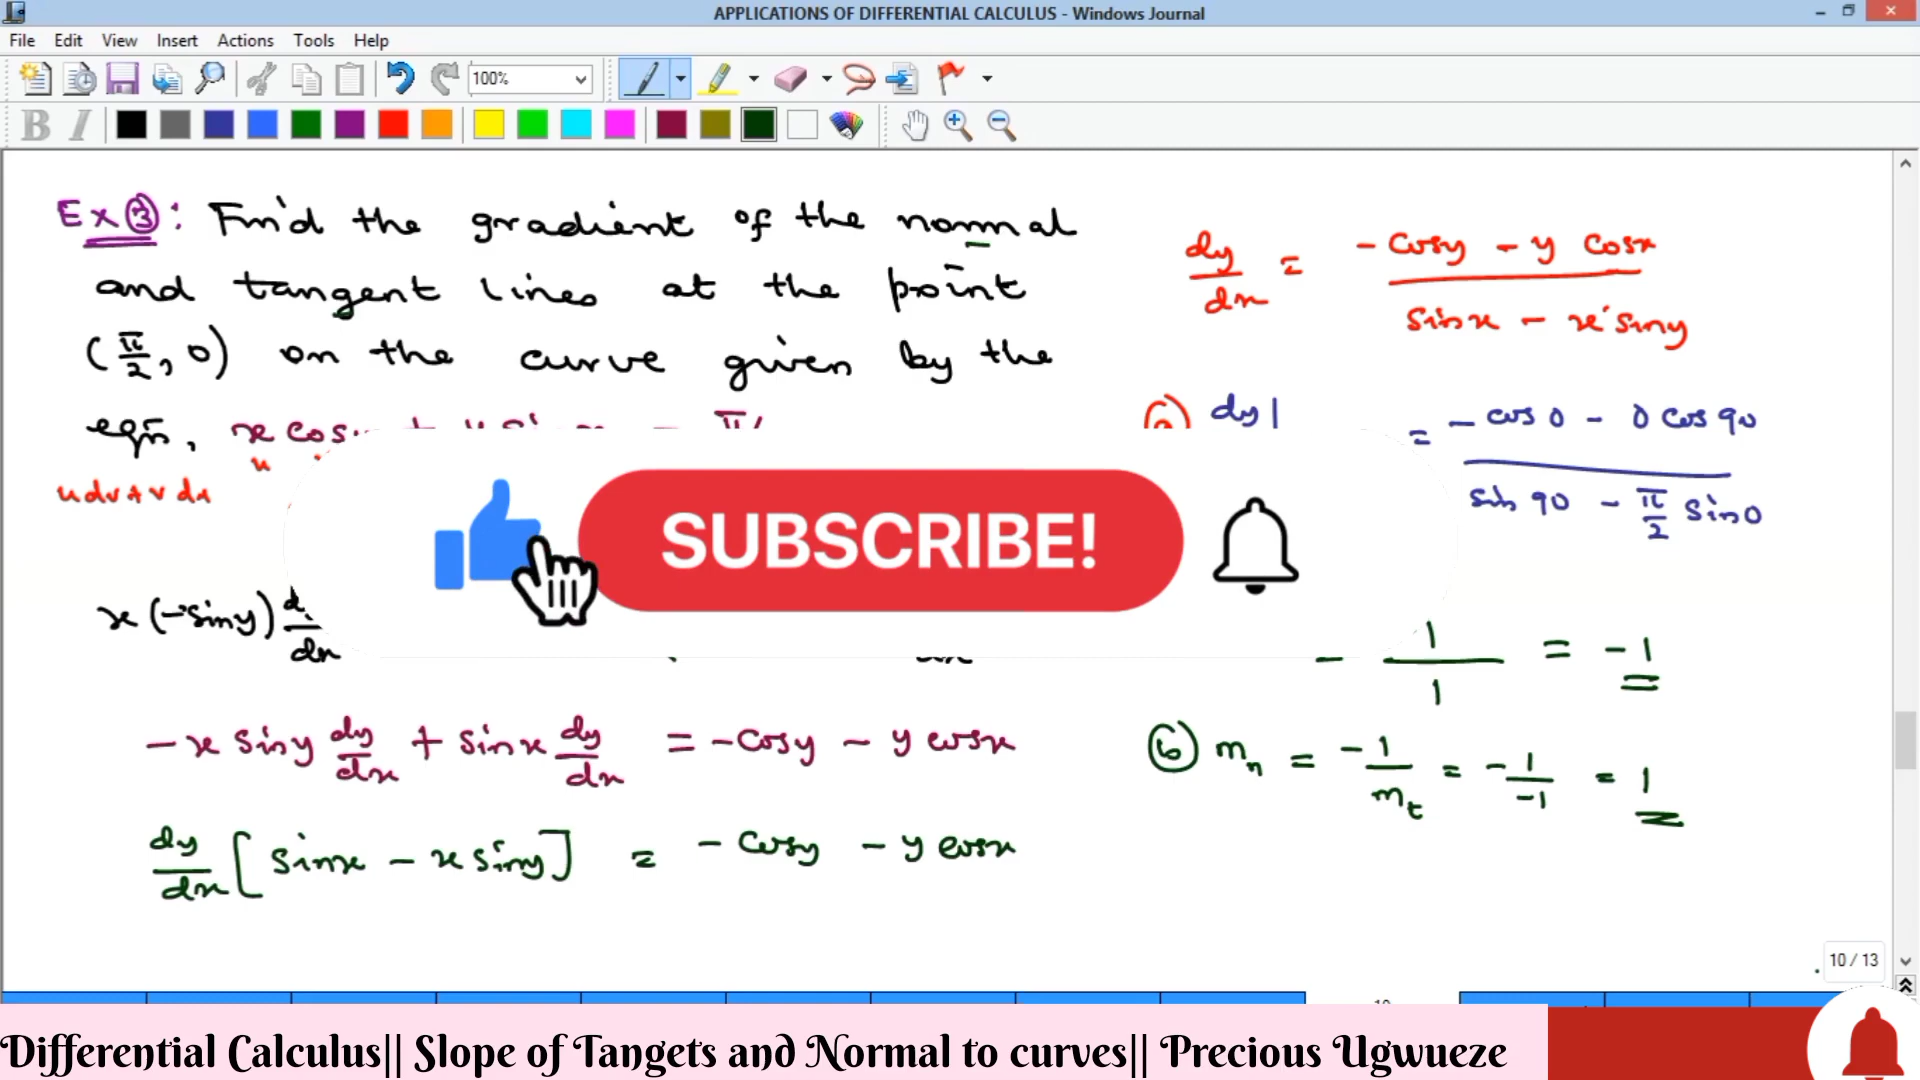 APPLICATIONS OF DIFFERENTIAL CALCULUS - Windows Journal
File Edit View Insert Actions Tools Help
100%
B I
Ex ③: Find the gradient of the normal
and tangent lines at the point
(π/2, 0) on the curve given by the
eqn, x cos
udv + v du
x(-siny) dx
-x siny dy/dx + sinx dy/dx = -cosy - y cosx
dy/dx [sinx - x siny] = -cosy - y cosx
dy/dx = -cosy - y cosx / sinx - x siny
dy| = -cos 0 - 0 cos 90 / sin 90 - π/2 sin 0
- 1/1 = -1
ⓑ mn = -1/mt = -1/-1 = 1
SUBSCRIBE!
10 / 13
Differential Calculus|| Slope of Tangets and Normal to curves|| Precious Ugwueze